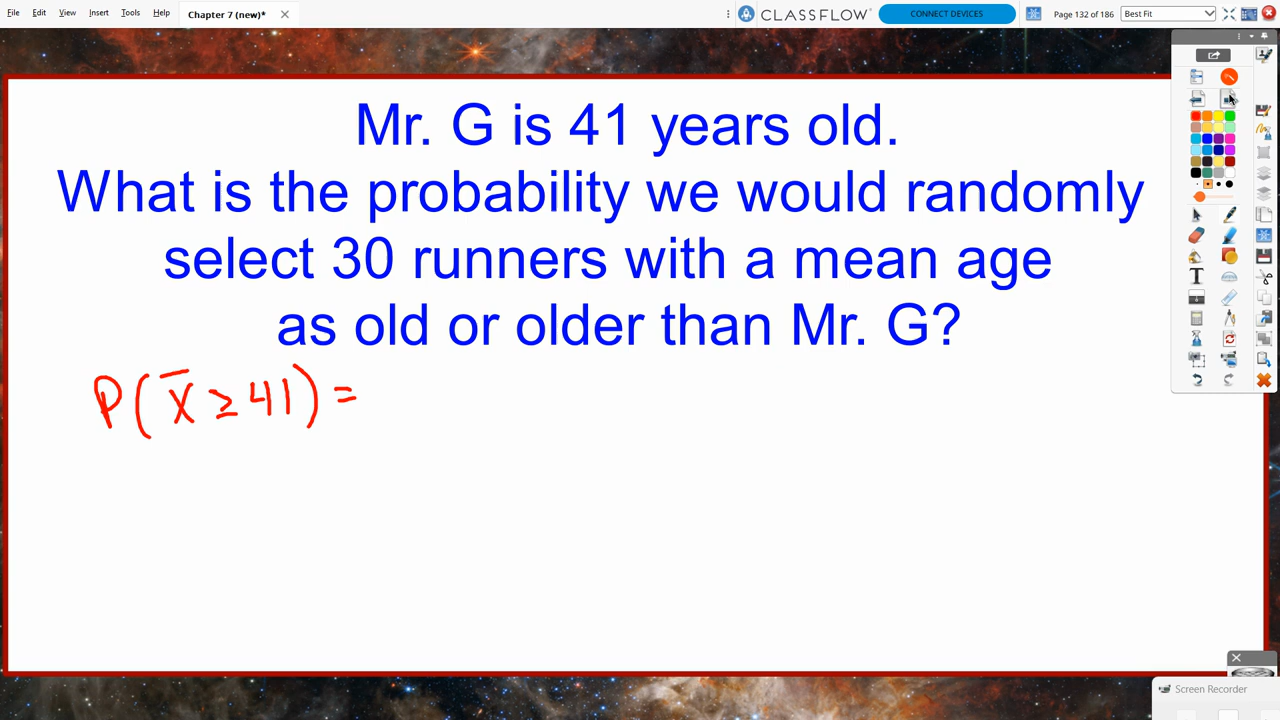 File Edit View Insert Tools Help
Chapter 7 (new)*
CLASSFLOW
CONNECT DEVICES
Page 132 of 186
Best Fit
Mr. G is 41 years old.
What is the probability we would randomly
select 30 runners with a mean age
as old or older than Mr. G?
P(x̄ ≥ 41) =
T
Screen Recorder